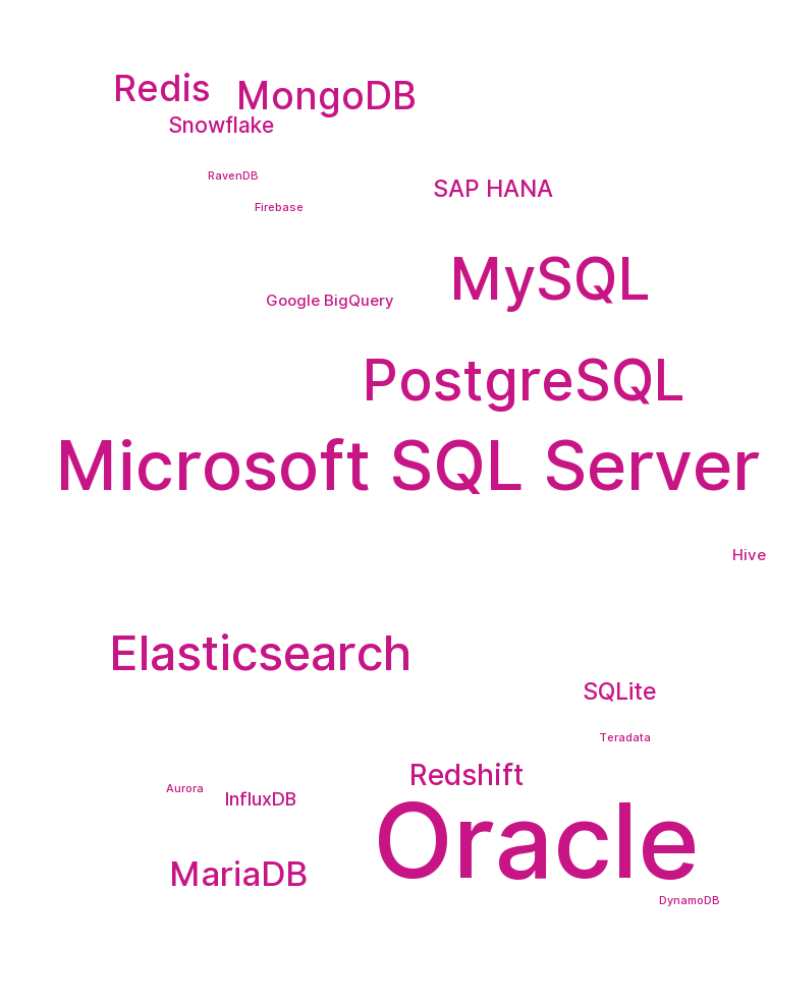 Redis
MongoDB
Snowflake
RavenDB
SAP HANA
Firebase
MySQL
Google BigQuery
PostgreSQL
Microsoft SQL Server
Hive
Elasticsearch
SQLite
Teradata
Redshift
Aurora
InfluxDB
Oracle
MariaDB
DynamoDB